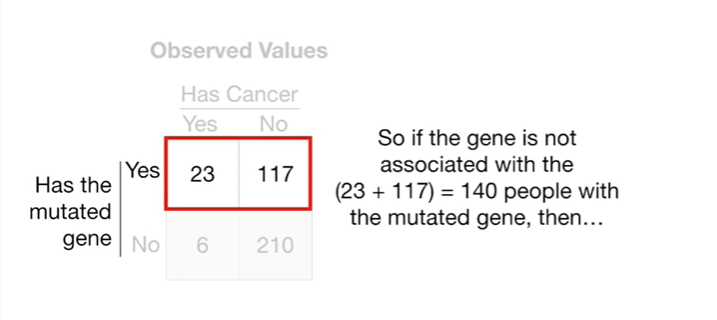 Observed Values
Has Cancer
Yes No
Has the
mutated
gene
Yes 23 117
No 6 210
So if the gene is not
associated with the
(23 + 117) = 140 people with
the mutated gene, then…